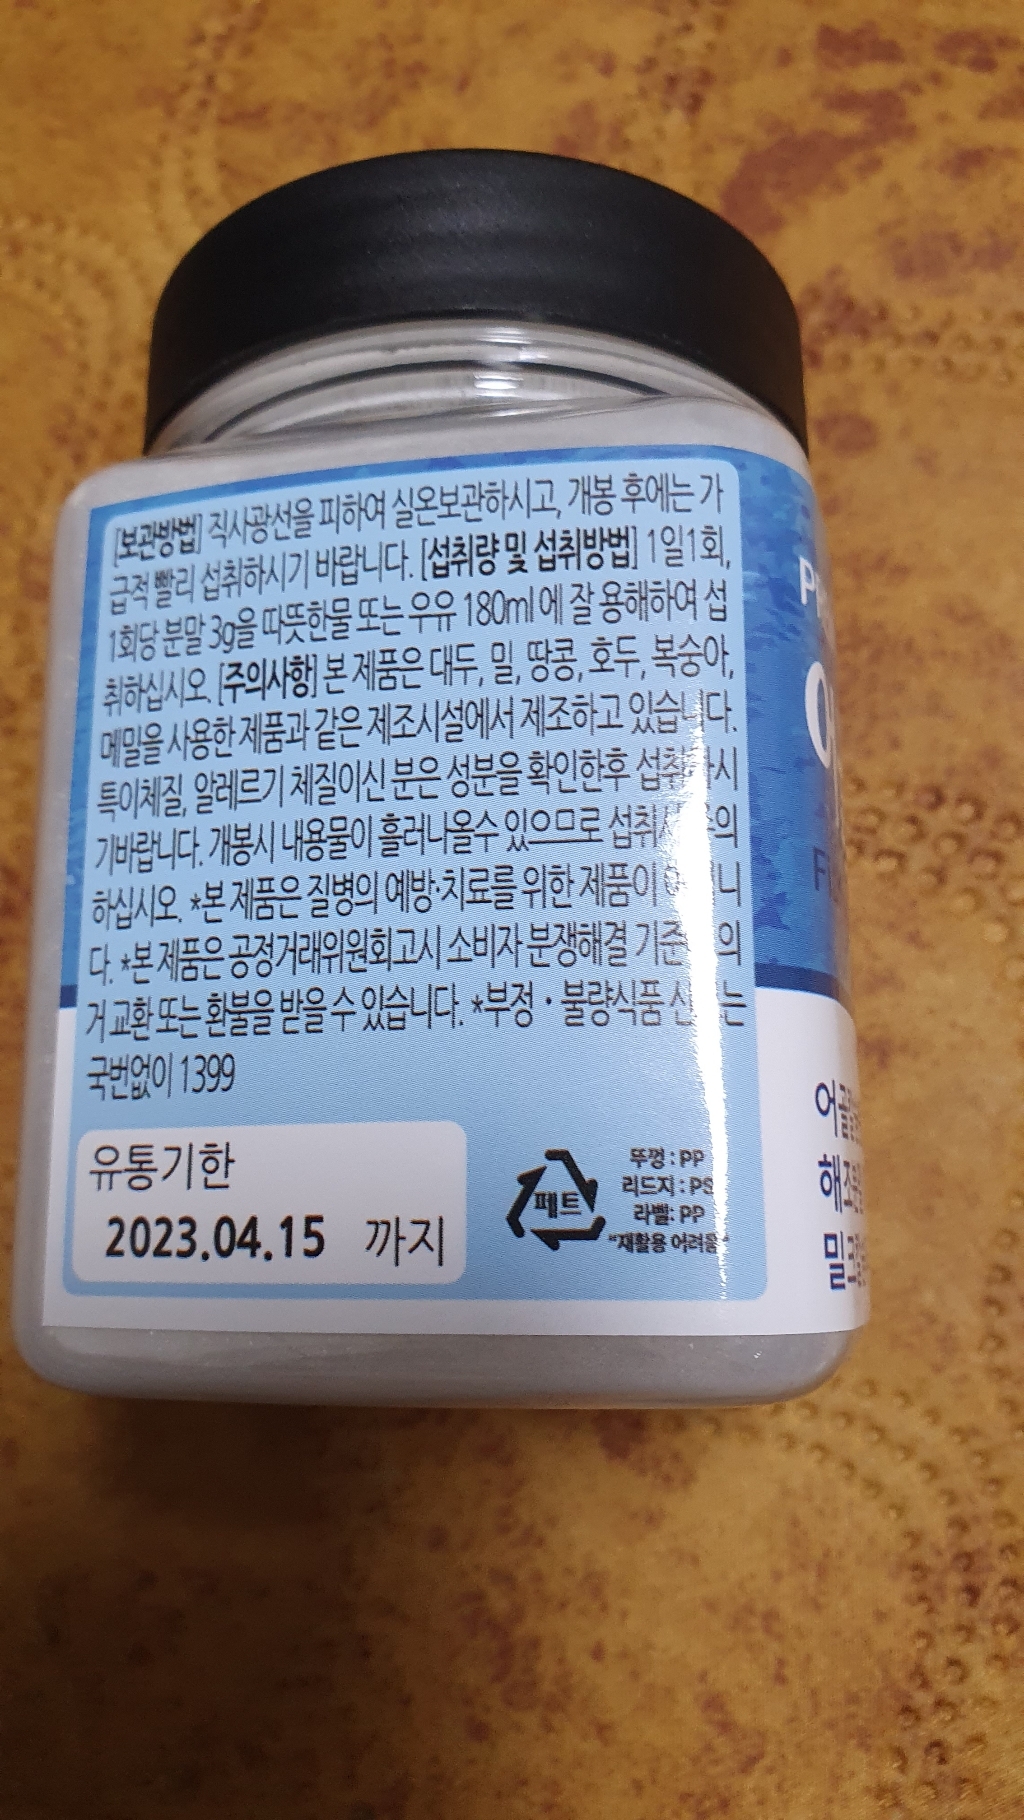 [보관방법] 직사광선을 피하여 실온보관하시고, 개봉 후에는 가
급적 빨리 섭취하시기 바랍니다. [섭취량 및 섭취방법] 1일1회,
1회당 분말 3g을 따뜻한물 또는 우유 180ml에 잘 용해하여 섭
취하십시오. [주의사항] 본 제품은 대두, 밀, 땅콩, 호두, 복숭아,
메밀을 사용한 제품과 같은 제조시설에서 제조하고 있습니다.
특이체질, 알레르기 체질이신 분은 성분을 확인한후 섭취 시
기바랍니다. 개봉시 내용물이 흘러나올수 있으므로 섭취 의
하십시오. *본 제품은 질병의 예방·치료를 위한 제품이 니
다. *본 제품은 공정거래위원회고시 소비자 분쟁해결 기준 의
거 교환 또는 환불을 받을 수 있습니다. *부정·불량식품 는
국번없이 1399
유통기한
2023.04.15 까지
페트
뚜껑 : PP
리드지 : PS
라벨 : PP
"재활용 어려움"
어골
해조
밀크